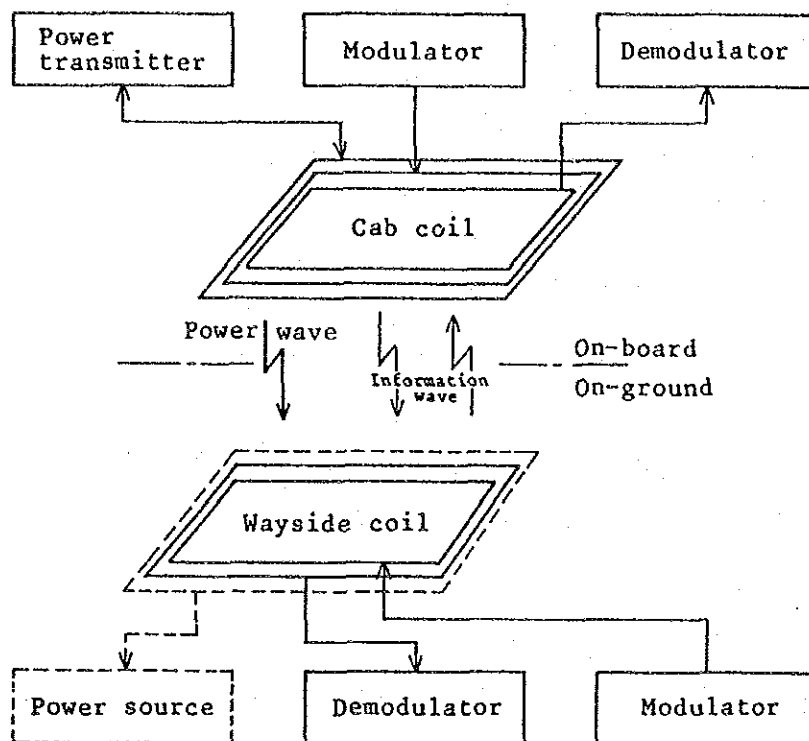 Power
transmitter
Modulator
Demodulator
Cab coil
Power wave
Information
wave
On-board
On-ground
Wayside coil
Power source
Demodulator
Modulator